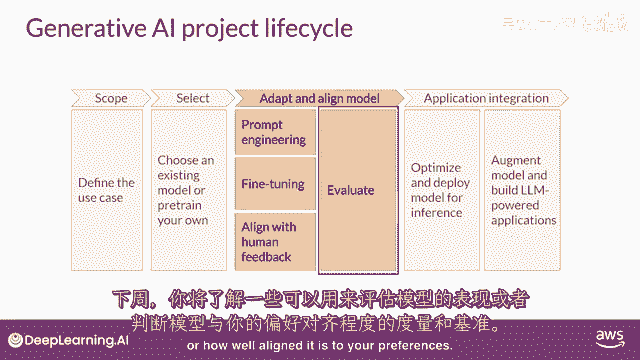 Generative AI project lifecycle
Scope
Select
Adapt and align model
Application integration
Define the
use case
Choose an
existing
model or
pretrain
your own
Prompt
engineering
Fine-tuning
Align with
human
feedback
Evaluate
Optimize
and deploy
model for
inference
Augment
model and
build LLM-
powered
applications
下周，你将了解一些可以用来评估模型的表现或者
判断模型与你的偏好对齐程度的度量和基准。
or how well aligned it is to your preferences.
DeepLearning.AI
aws